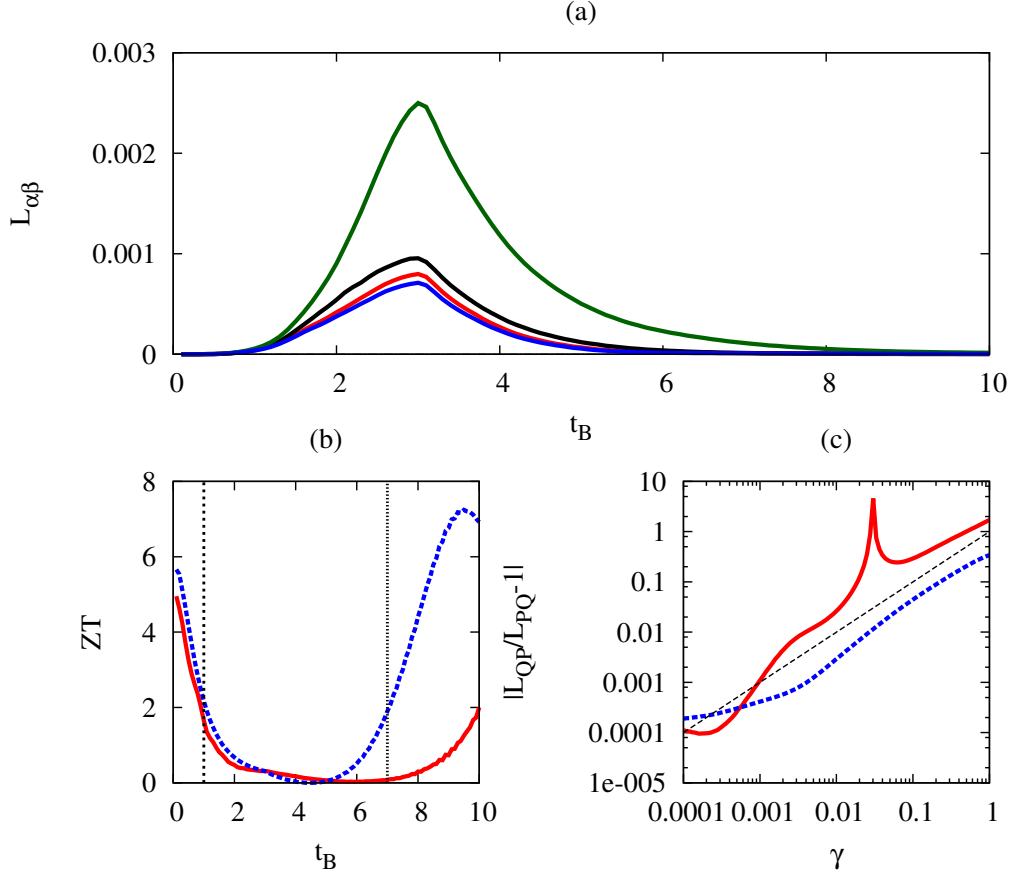 (a)
0.003
0.002
0.001
0
L_αβ
0 2 4 6 8 10
t_B
(b)
8
6
4
2
0
ZT
0 2 4 6 8 10
t_B
(c)
10
1
0.1
0.01
0.001
0.0001
1e-005
|L_QP/L_PQ-1|
0.0001 0.001 0.01 0.1 1
γ